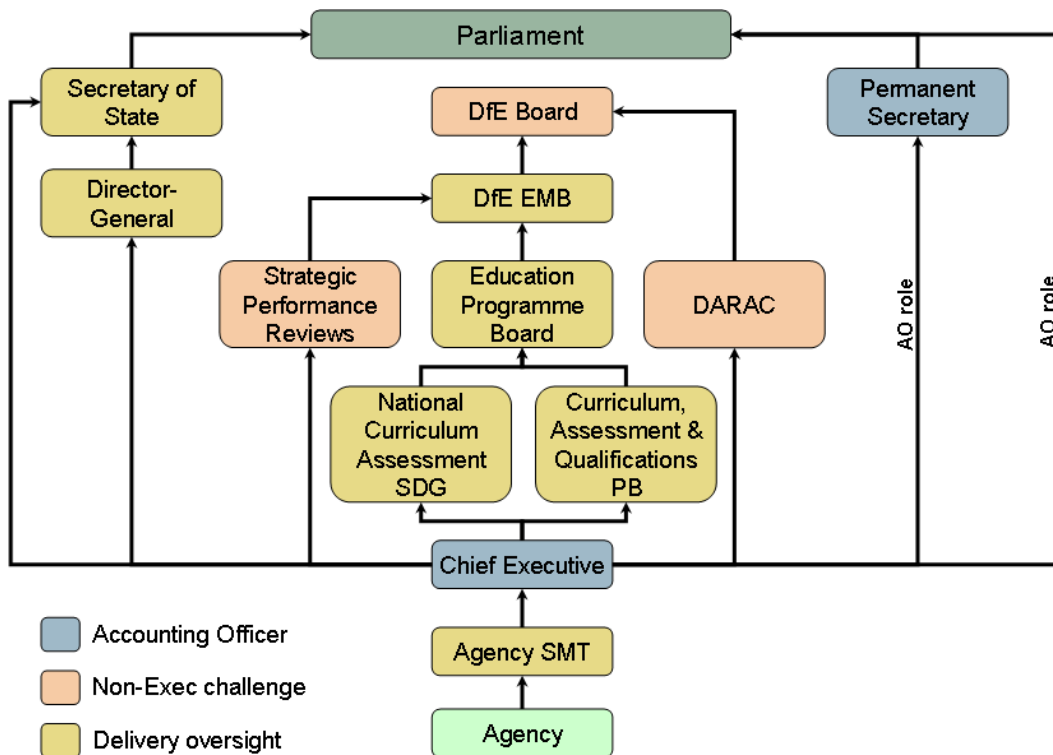 Parliament
Secretary of
State
DfE Board
Permanent
Secretary
Director-
General
DfE EMB
Strategic
Performance
Reviews
Education
Programme
Board
DARAC
AO role
AO role
National
Curriculum
Assessment
SDG
Curriculum,
Assessment &
Qualifications
PB
Chief Executive
Agency SMT
Agency
Accounting Officer
Non-Exec challenge
Delivery oversight